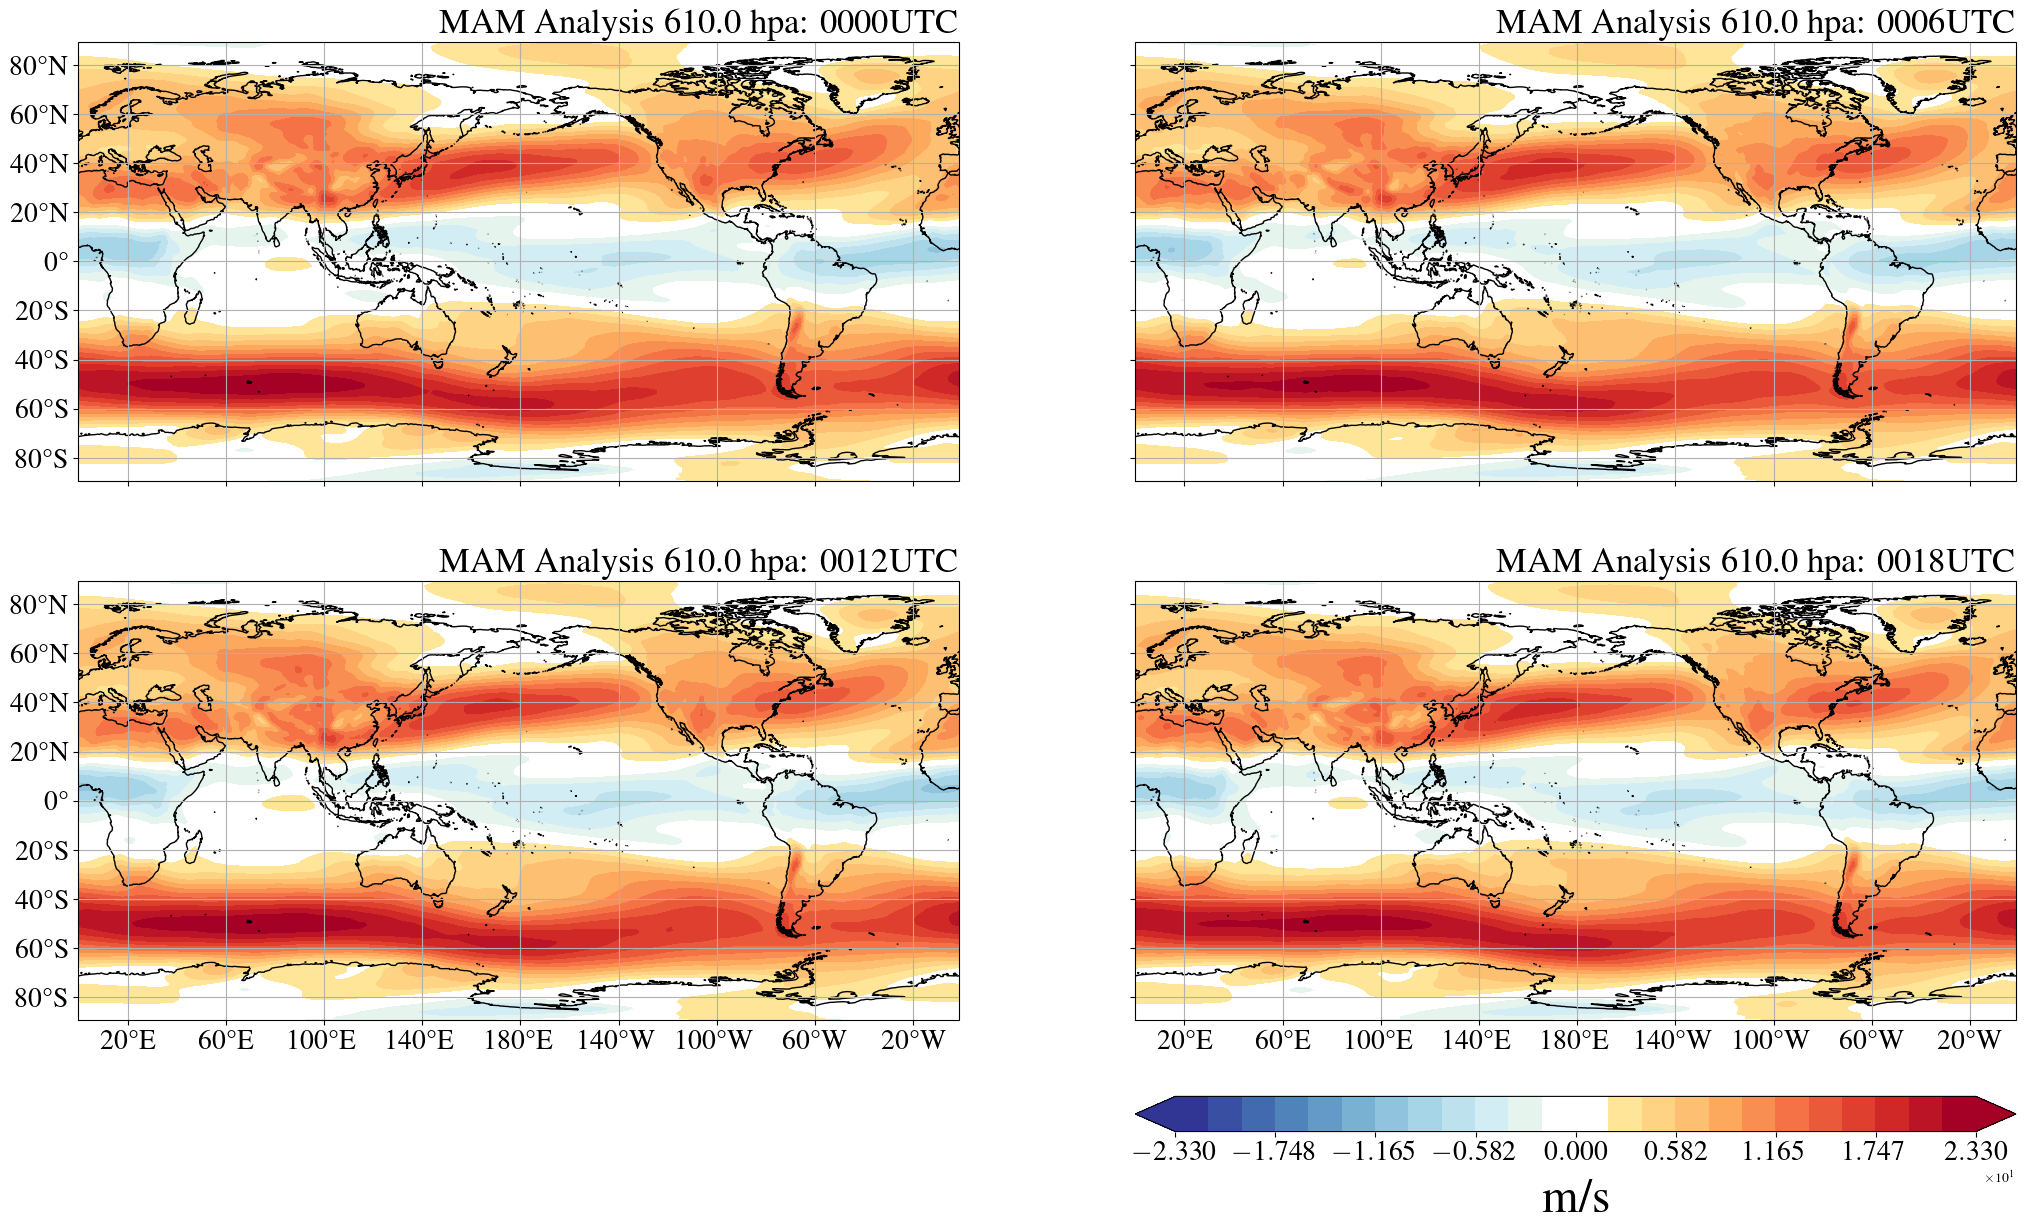 MAM Analysis 610.0 hpa: 0000UTC
MAM Analysis 610.0 hpa: 0006UTC
80°N
60°N
40°N
20°N
0°
20°S
40°S
60°S
80°S
MAM Analysis 610.0 hpa: 0012UTC
MAM Analysis 610.0 hpa: 0018UTC
80°N
60°N
40°N
20°N
0°
20°S
40°S
60°S
80°S
20°E 60°E 100°E 140°E 180°E 140°W 100°W 60°W 20°W
20°E 60°E 100°E 140°E 180°E 140°W 100°W 60°W 20°W
−2.330 −1.748 −1.165 −0.582 0.000 0.582 1.165 1.747 2.330
×10¹
m/s